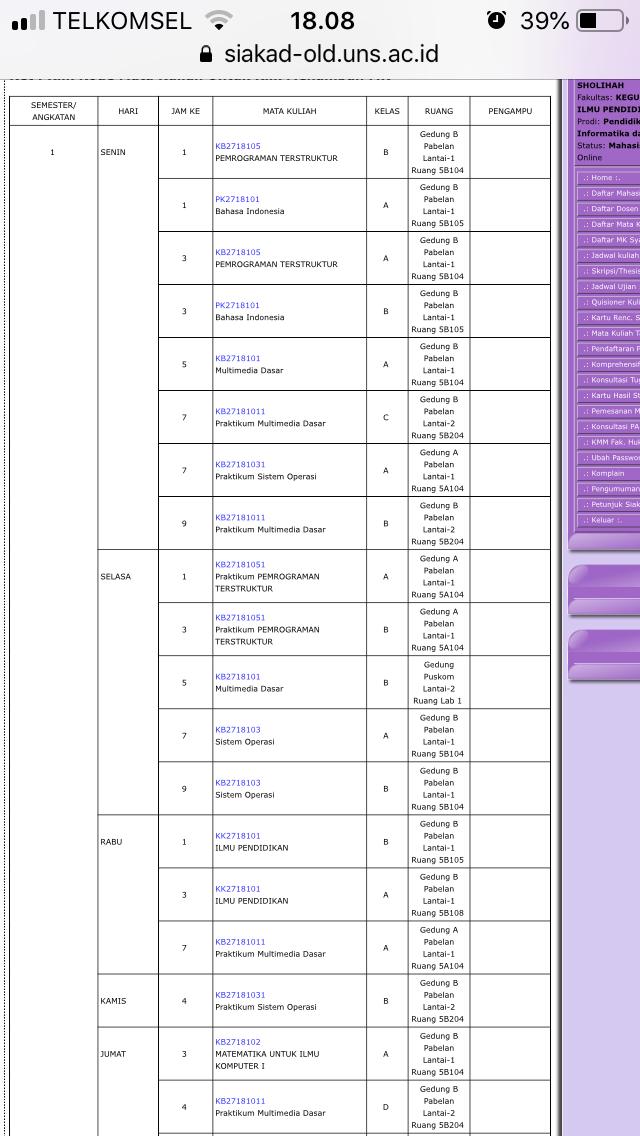 TELKOMSEL
18.08
39%
siakad-old.uns.ac.id
SEMESTER/
ANGKATAN
HARI
JAM KE
MATA KULIAH
KELAS
RUANG
PENGAMPU
1
SENIN
1
KB2718105
PEMROGRAMAN TERSTRUKTUR
B
Gedung B
Pabelan
Lantai-1
Ruang 5B104
1
PK2718101
Bahasa Indonesia
A
Gedung B
Pabelan
Lantai-1
Ruang 5B105
3
KB2718105
PEMROGRAMAN TERSTRUKTUR
A
Gedung B
Pabelan
Lantai-1
Ruang 5B104
3
PK2718101
Bahasa Indonesia
B
Gedung B
Pabelan
Lantai-1
Ruang 5B105
5
KB2718101
Multimedia Dasar
A
Gedung B
Pabelan
Lantai-1
Ruang 5B104
7
KB27181011
Praktikum Multimedia Dasar
C
Gedung B
Pabelan
Lantai-2
Ruang 5B204
7
KB27181031
Praktikum Sistem Operasi
A
Gedung A
Pabelan
Lantai-1
Ruang 5A104
9
KB27181011
Praktikum Multimedia Dasar
B
Gedung B
Pabelan
Lantai-2
Ruang 5B204
SELASA
1
KB27181051
Praktikum PEMROGRAMAN
TERSTRUKTUR
A
Gedung A
Pabelan
Lantai-1
Ruang 5A104
3
KB27181051
Praktikum PEMROGRAMAN
TERSTRUKTUR
B
Gedung A
Pabelan
Lantai-1
Ruang 5A104
5
KB2718101
Multimedia Dasar
B
Gedung
Puskom
Lantai-2
Ruang Lab 1
7
KB2718103
Sistem Operasi
A
Gedung B
Pabelan
Lantai-1
Ruang 5B104
9
KB2718103
Sistem Operasi
B
Gedung B
Pabelan
Lantai-1
Ruang 5B104
RABU
1
KK2718101
ILMU PENDIDIKAN
B
Gedung B
Pabelan
Lantai-1
Ruang 5B105
3
KK2718101
ILMU PENDIDIKAN
A
Gedung B
Pabelan
Lantai-1
Ruang 5B108
7
KB27181011
Praktikum Multimedia Dasar
A
Gedung A
Pabelan
Lantai-1
Ruang 5A104
KAMIS
4
KB27181031
Praktikum Sistem Operasi
B
Gedung B
Pabelan
Lantai-2
Ruang 5B204
JUMAT
3
KB2718102
MATEMATIKA UNTUK ILMU
KOMPUTER I
A
Gedung B
Pabelan
Lantai-1
Ruang 5B104
4
KB27181011
Praktikum Multimedia Dasar
D
Gedung B
Pabelan
Lantai-2
Ruang 5B204
SHOLIHAH
Fakultas: KEGU
ILMU PENDIDI
Prodi: Pendidik
Informatika da
Status: Mahasis
Online
.: Home :.
.: Daftar Mahas
.: Daftar Dosen
.: Daftar Mata K
.: Daftar MK Sya
.: Jadwal kuliah
.: Skripsi/Thesis
.: Jadwal Ujian
.: Quisioner Kuli
.: Kartu Renc. S
.: Mata Kuliah T
.: Pendaftaran P
.: Komprehensif
.: Konsultasi Tu
.: Kartu Hasil St
.: Pemesanan M
.: Konsultasi PA
.: KMM Fak. Huk
.: Ubah Passwor
.: Komplain
.: Pengumuman
.: Petunjuk Siak
.: Keluar :.